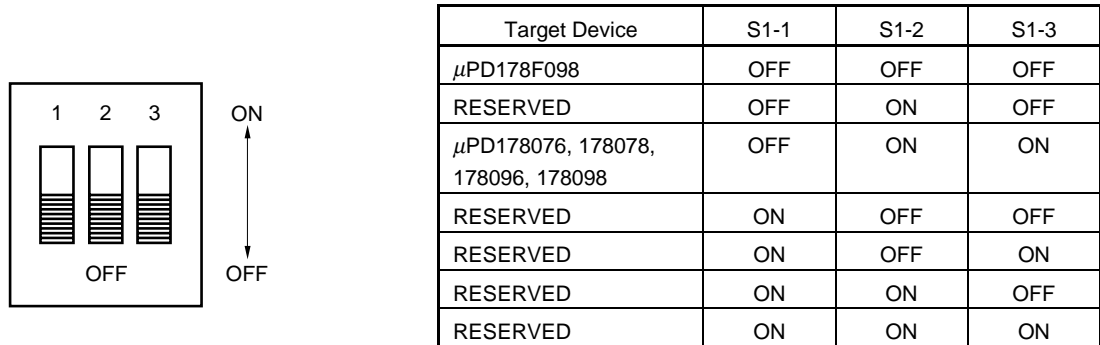 1 2 3
ON
OFF
OFF
Target Device S1-1 S1-2 S1-3
μPD178F098 OFF OFF OFF
RESERVED OFF ON OFF
μPD178076, 178078, OFF ON ON
178096, 178098
RESERVED ON OFF OFF
RESERVED ON OFF ON
RESERVED ON ON OFF
RESERVED ON ON ON